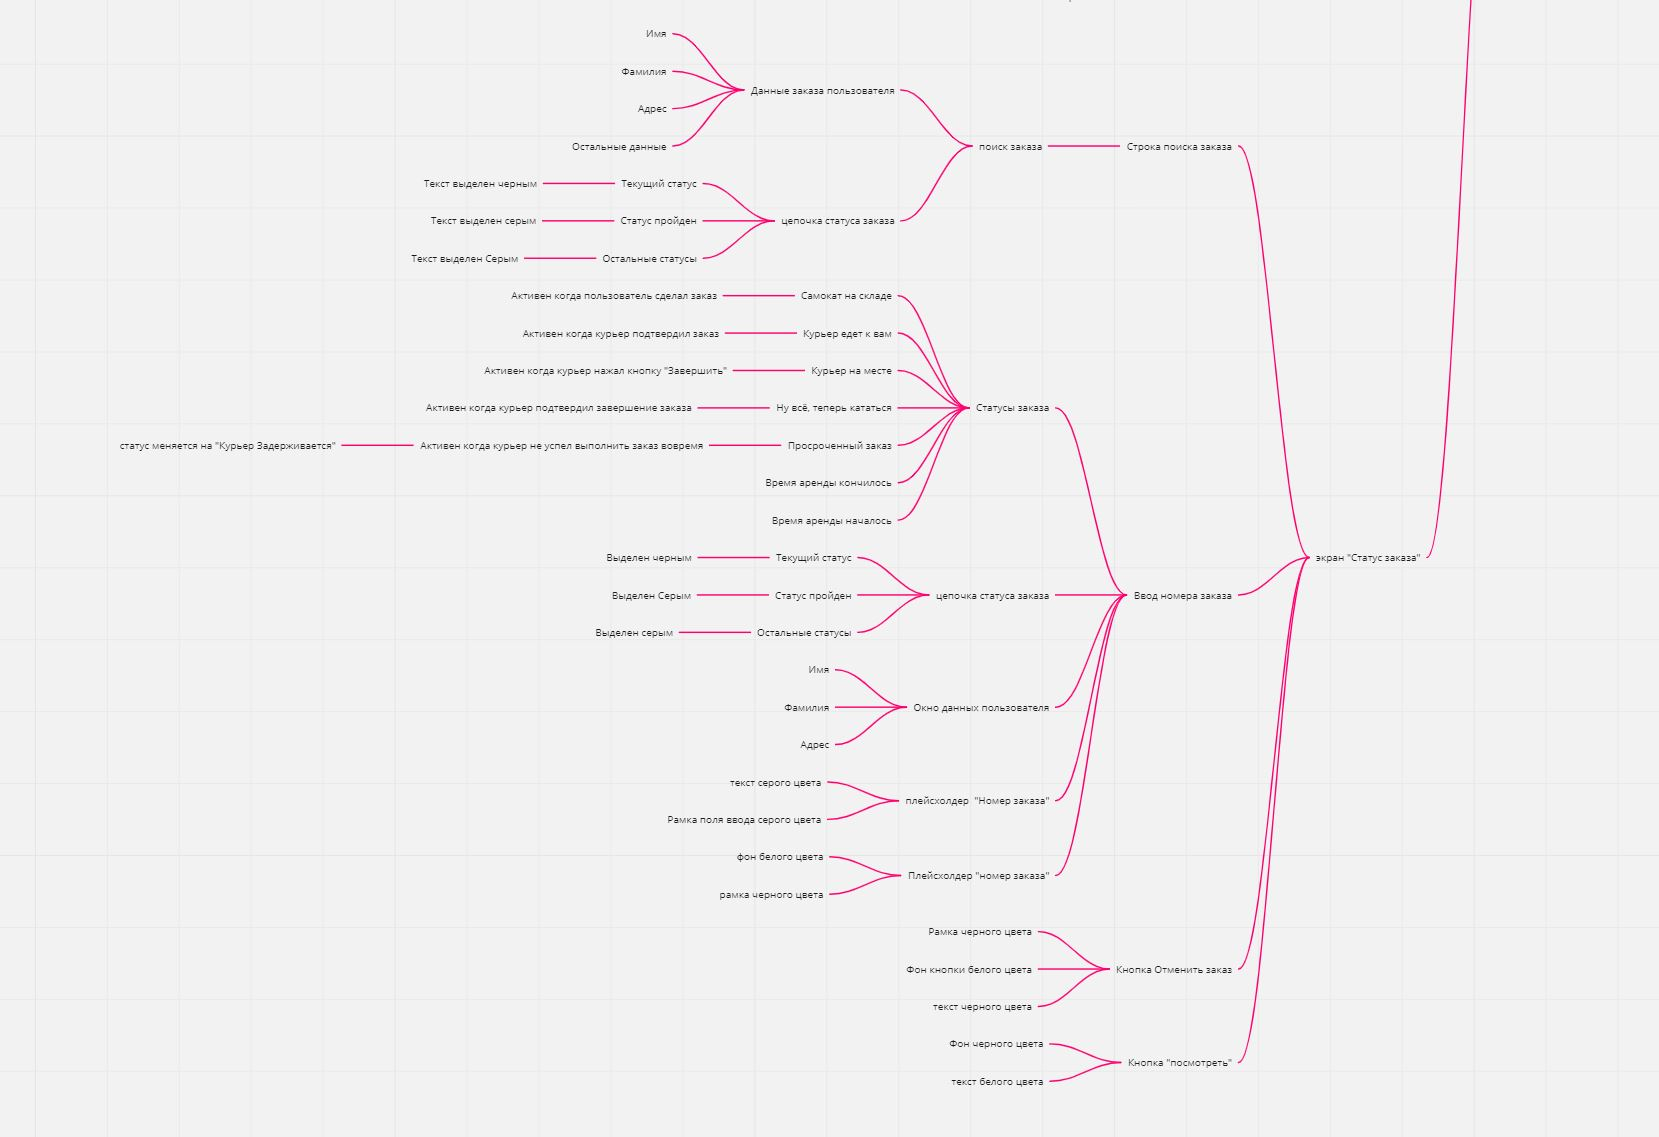 Имя
Фамилия
Данные заказа пользователя
Адрес
Остальные данные
поиск заказа
Строка поиска заказа
Текст выделен черным
Текущий статус
Текст выделен серым
Статус пройден
цепочка статуса заказа
Текст выделен Серым
Остальные статусы
Активен когда пользователь сделал заказ
Самокат на складе
Активен когда курьер подтвердил заказ
Курьер едет к вам
Активен когда курьер нажал кнопку "Завершить"
Курьер на месте
Активен когда курьер подтвердил завершение заказа
Ну всё, теперь кататься
Статусы заказа
статус меняется на "Курьер Задерживается"
Активен когда курьер не успел выполнить заказ вовремя
Просроченный заказ
Время аренды кончилось
Время аренды началось
Выделен черным
Текущий статус
экран "Статус заказа"
Выделен Серым
Статус пройден
цепочка статуса заказа
Ввод номера заказа
Выделен серым
Остальные статусы
Имя
Фамилия
Окно данных пользователя
Адрес
текст серого цвета
плейсхолдер "Номер заказа"
Рамка поля ввода серого цвета
фон белого цвета
Плейсхолдер "номер заказа"
рамка черного цвета
Рамка черного цвета
Фон кнопки белого цвета
Кнопка Отменить заказ
текст черного цвета
Фон черного цвета
Кнопка "посмотреть"
текст белого цвета